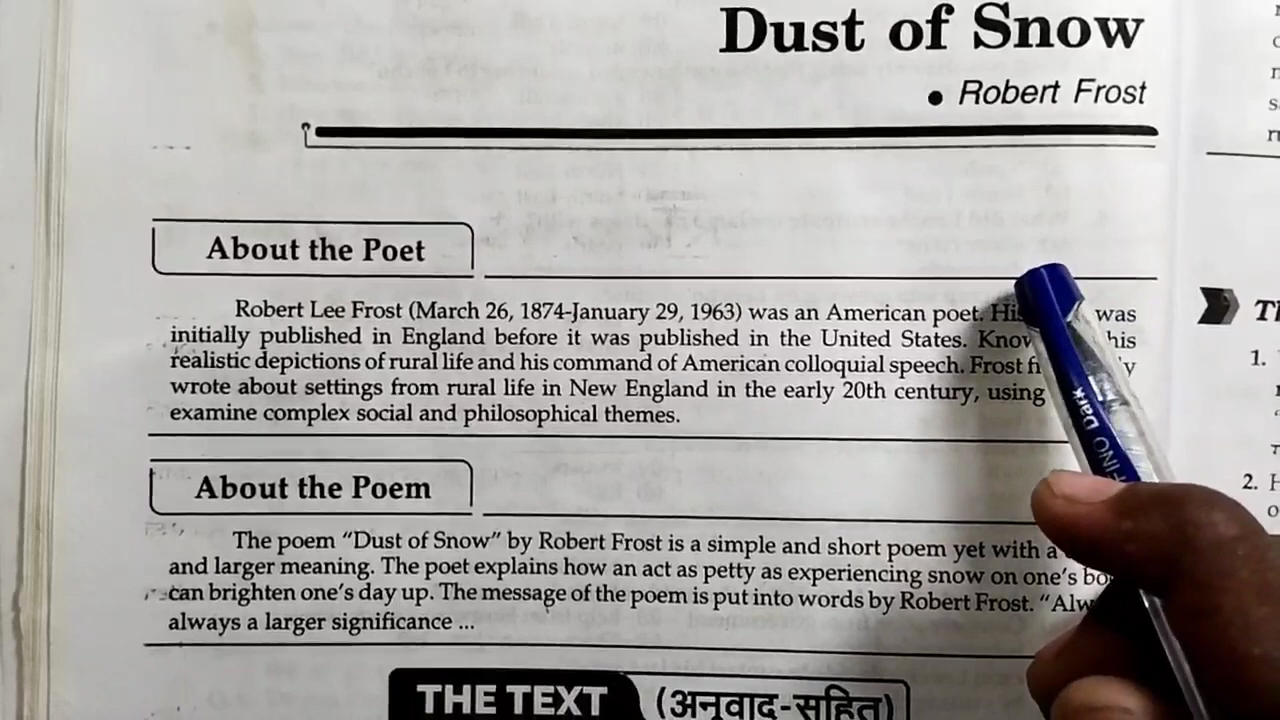 Dust of Snow
• Robert Frost
About the Poet
Robert Lee Frost (March 26, 1874-January 29, 1963) was an American poet. was
initially published in England before it was published in the United States. his
realistic depictions of rural life and his command of American colloquial speech. Frost
wrote about settings from rural life in New England in the early 20th century, using
examine complex social and philosophical themes.
About the Poem
The poem “Dust of Snow” by Robert Frost is a simple and short poem yet with a
and larger meaning. The poet explains how an act as petty as experiencing snow on one’s
can brighten one’s day up. The message of the poem is put into words by Robert Frost.
always a larger significance ...
THE TEXT (अनुवाद-सहित)
1.
2.